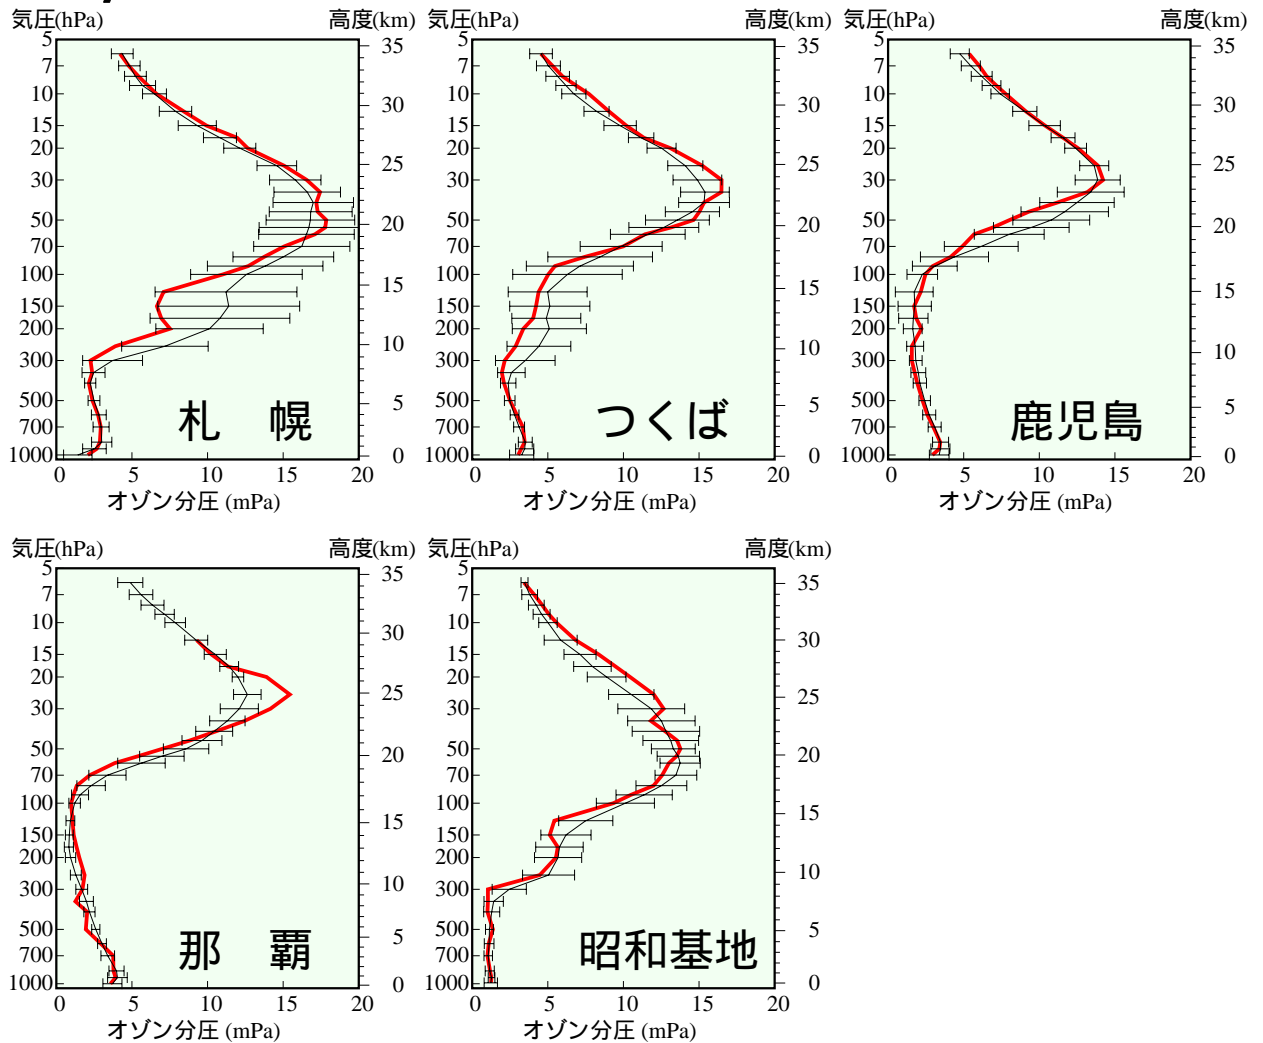 気圧(hPa) 高度(km) 気圧(hPa) 高度(km) 気圧(hPa) 高度(km)
5 35 5 35 5 35
7 7 7
10 30 10 30 10 30
15 15 15
20 25 20 25 20 25
30 30 30
50 20 50 20 50 20
70 70 70
100 15 100 15 100 15
150 150 150
200 10 200 10 200 10
300 300 300
500 5 500 5 500 5
700 札 幌 700 つくば 700 鹿児島
1000 0 1000 0 1000 0
0 5 10 15 20 0 5 10 15 20 0 5 10 15 20
オゾン分圧 (mPa) オゾン分圧 (mPa) オゾン分圧 (mPa)
気圧(hPa) 高度(km) 気圧(hPa) 高度(km)
5 35 5 35
7 7
10 30 10 30
15 15
20 25 20 25
30 30
50 20 50 20
70 70
100 15 100 15
150 150
200 10 200 10
300 300
500 5 500 5
700 那 覇 700 昭和基地
1000 0 1000 0
0 5 10 15 20 0 5 10 15 20
オゾン分圧 (mPa) オゾン分圧 (mPa)